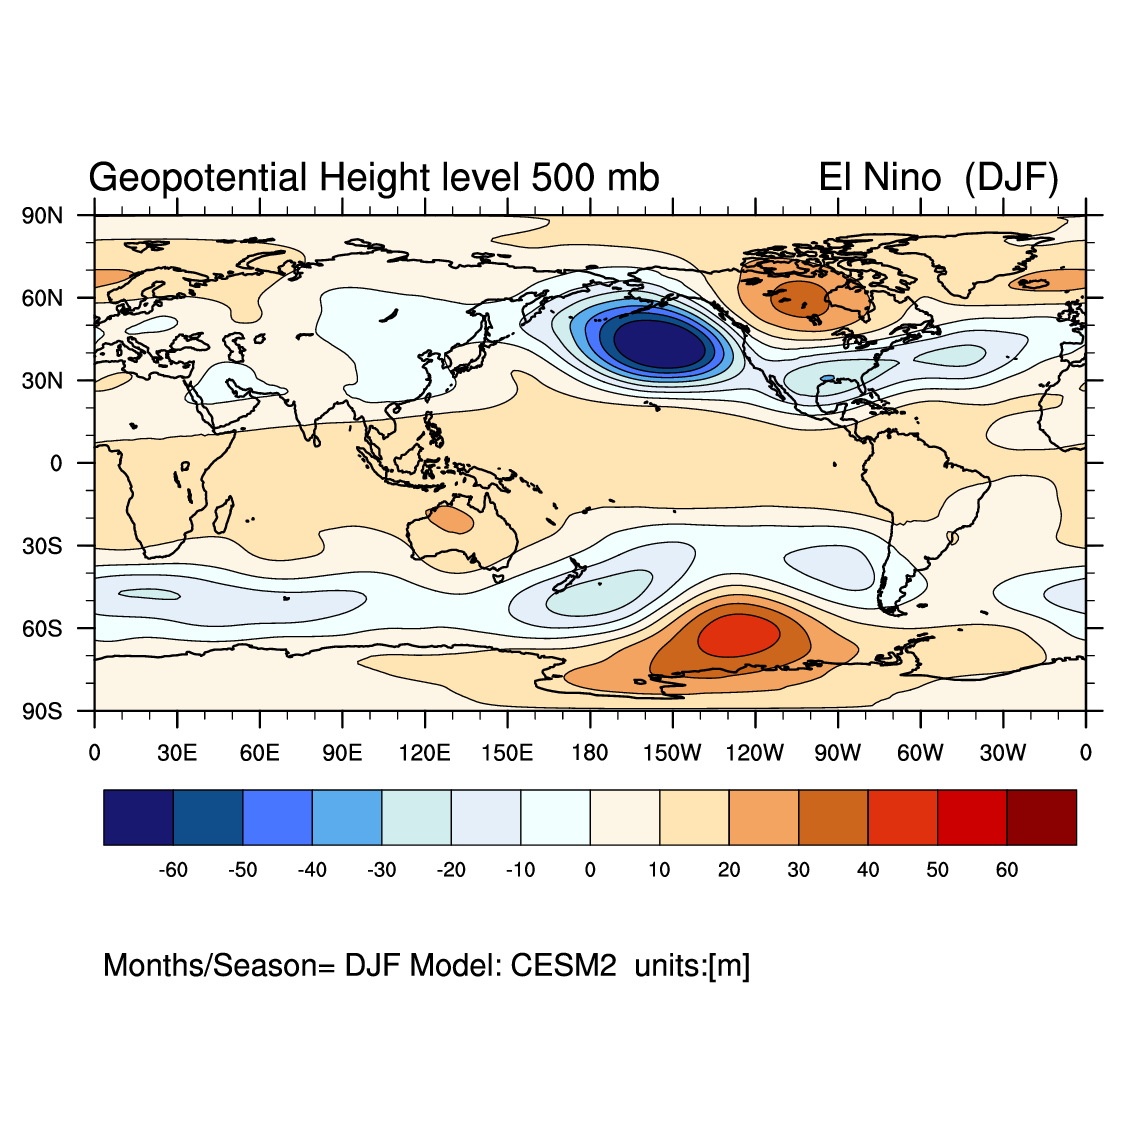 Geopotential Height level 500 mb El Nino (DJF)
90N
60N
30N
0
30S
60S
90S
0 30E 60E 90E 120E 150E 180 150W 120W 90W 60W 30W 0
-60 -50 -40 -30 -20 -10 0 10 20 30 40 50 60
Months/Season= DJF Model: CESM2 units:[m]